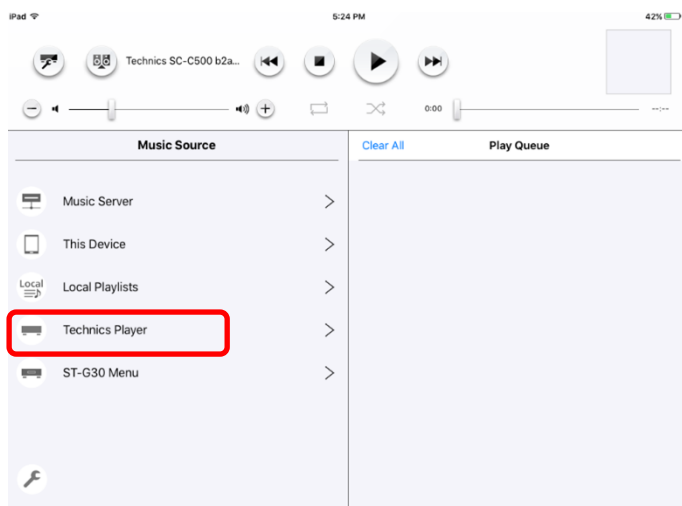 iPad 5:24 PM 42%
Technics SC-C500 b2a...
0:00 --:--
Music Source
Clear All Play Queue
Music Server
This Device
Local
Local Playlists
Technics Player
ST-G30 Menu